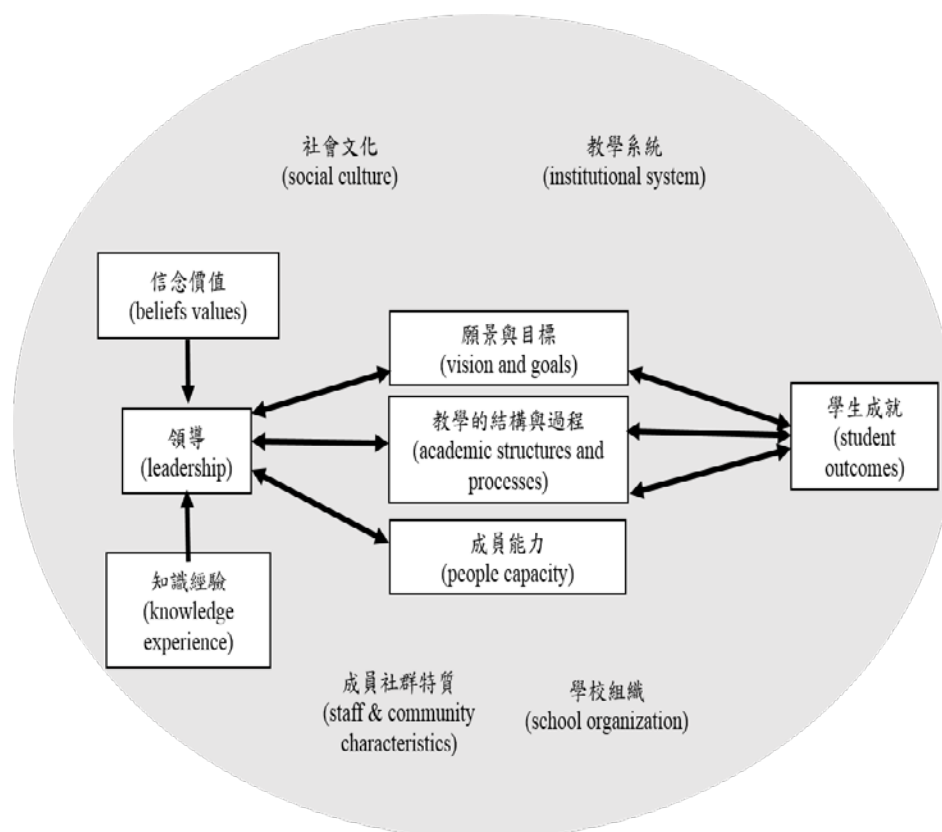 社會文化
(social culture)
教學系統
(institutional system)
信念價值
(beliefs values)
願景與目標
(vision and goals)
領導
(leadership)
教學的結構與過程
(academic structures and
processes)
學生成就
(student
outcomes)
成員能力
(people capacity)
知識經驗
(knowledge
experience)
成員社群特質
(staff & community
characteristics)
學校組織
(school organization)